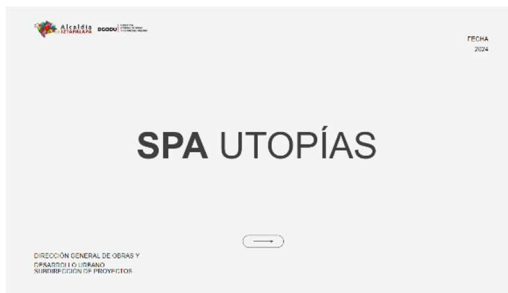 Alcaldía
IZTAPALAPA
DGODU
FECHA
2024
SPA UTOPÍAS
DIRECCIÓN GENERAL DE OBRAS Y
DESARROLLO URBANO
SUBDIRECCIÓN DE PROYECTOS